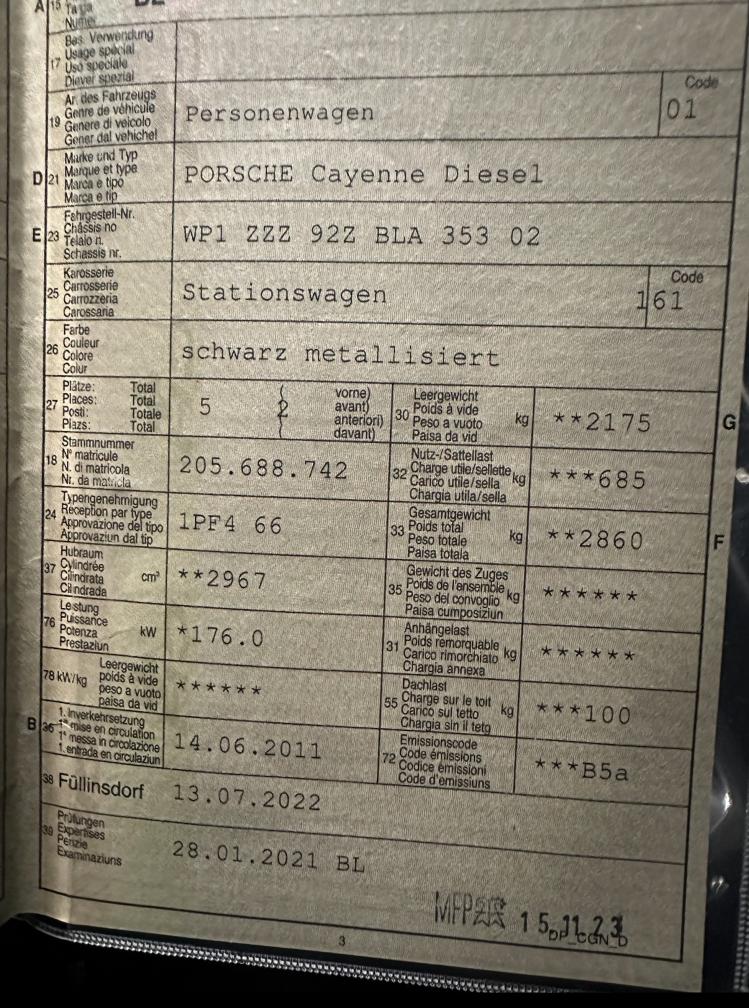 A 15 Targa
Numer
17 Bes. Verwendung
Usage spécial
Uso speciale
Diever spezial
19 Art des Fahrzeugs
Genre de véhicule
Genere di veicolo
Gener dal vehichel
Personenwagen
Code
01
D 21 Marke und Typ
Marque et type
Marca e tipo
Marca e tip
PORSCHE Cayenne Diesel
E 23 Fahrgestell-Nr.
Châssis no
Telaio n.
Schassis nr.
WP1 ZZZ 92Z BLA 353 02
25 Karosserie
Carrosserie
Carrozzeria
Carossaria
Stationswagen
Code
161
26 Farbe
Couleur
Colore
Colur
schwarz metallisiert
27 Plätze: Total
Places: Total
Posti: Totale
Plazs: Total
5 2 vorne)
avant)
anteriori)
davant)
30 Leergewicht
Poids à vide
Peso a vuoto
Paisa da vid
kg
**2175
G
18 Stammnummer
N° matricule
N. di matricola
Nr. da matricla
205.688.742
32 Nutz-/Sattellast
Charge utile/sellette
Carico utile/sella
Chargia utila/sella
kg
***685
24 Typengenehmigung
Réception par type
Approvazione del tipo
Approvaziun dal tip
1PF4 66
33 Gesamtgewicht
Poids total
Peso totale
Paisa totala
kg
**2860
F
37 Hubraum
Cylindrée
Cilindrata
Cilindrada
cm³
**2967
35 Gewicht des Zuges
Poids de l'ensemble
Peso del convoglio
Paisa cumposiziun
kg
******
76 Leistung
Puissance
Potenza
Prestaziun
kW
*176.0
31 Anhängelast
Poids remorquable
Carico rimorchiato
Chargia annexa
kg
******
78 kW/kg Leergewicht
poids à vide
peso a vuoto
paisa da vid
******
55 Dachlast
Charge sur le toit
Carico sul tetto
Chargia sin il tetg
kg
***100
B 36 1. Inverkehrsetzung
1re mise en circulation
1a messa in circolazione
1. entrada en circulaziun
14.06.2011
72 Emissionscode
Code émissions
Codice emissioni
Code d'emissiuns
***B5a
38 Füllinsdorf 13.07.2022
39 Prüfungen
Expertises
Perizie
Examinaziuns
28.01.2021 BL
MFP 15.11.23
DP_CGN_D
3